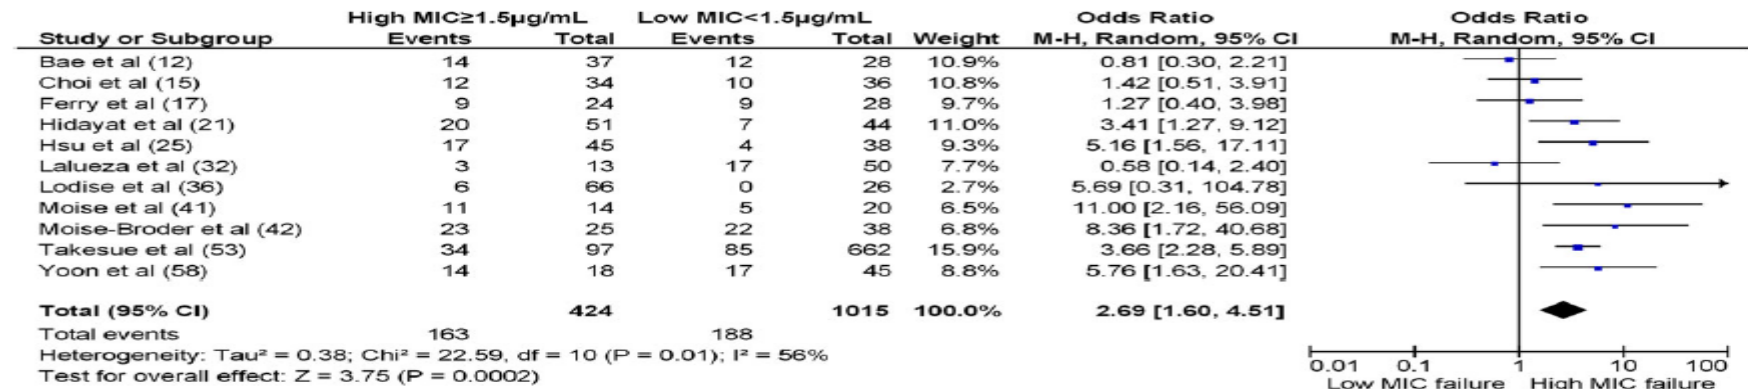 High MIC≥1.5µg/mL Low MIC<1.5µg/mL Odds Ratio Odds Ratio
Study or Subgroup Events Total Events Total Weight M-H, Random, 95% CI M-H, Random, 95% CI
Bae et al (12) 14 37 12 28 10.9% 0.81 [0.30, 2.21]
Choi et al (15) 12 34 10 36 10.8% 1.42 [0.51, 3.91]
Ferry et al (17) 9 24 9 28 9.7% 1.27 [0.40, 3.98]
Hidayat et al (21) 20 51 7 44 11.0% 3.41 [1.27, 9.12]
Hsu et al (25) 17 45 4 38 9.3% 5.16 [1.56, 17.11]
Lalueza et al (32) 3 13 17 50 7.7% 0.58 [0.14, 2.40]
Lodise et al (36) 6 66 0 26 2.7% 5.69 [0.31, 104.78]
Moise et al (41) 11 14 5 20 6.5% 11.00 [2.16, 56.09]
Moise-Broder et al (42) 23 25 22 38 6.8% 8.36 [1.72, 40.68]
Takesue et al (53) 34 97 85 662 15.9% 3.66 [2.28, 5.89]
Yoon et al (58) 14 18 17 45 8.8% 5.76 [1.63, 20.41]
Total (95% CI) 424 1015 100.0% 2.69 [1.60, 4.51]
Total events 163 188
Heterogeneity: Tau² = 0.38; Chi² = 22.59, df = 10 (P = 0.01); I² = 56%
Test for overall effect: Z = 3.75 (P = 0.0002)
0.01 0.1 1 10 100
Low MIC failure High MIC failure